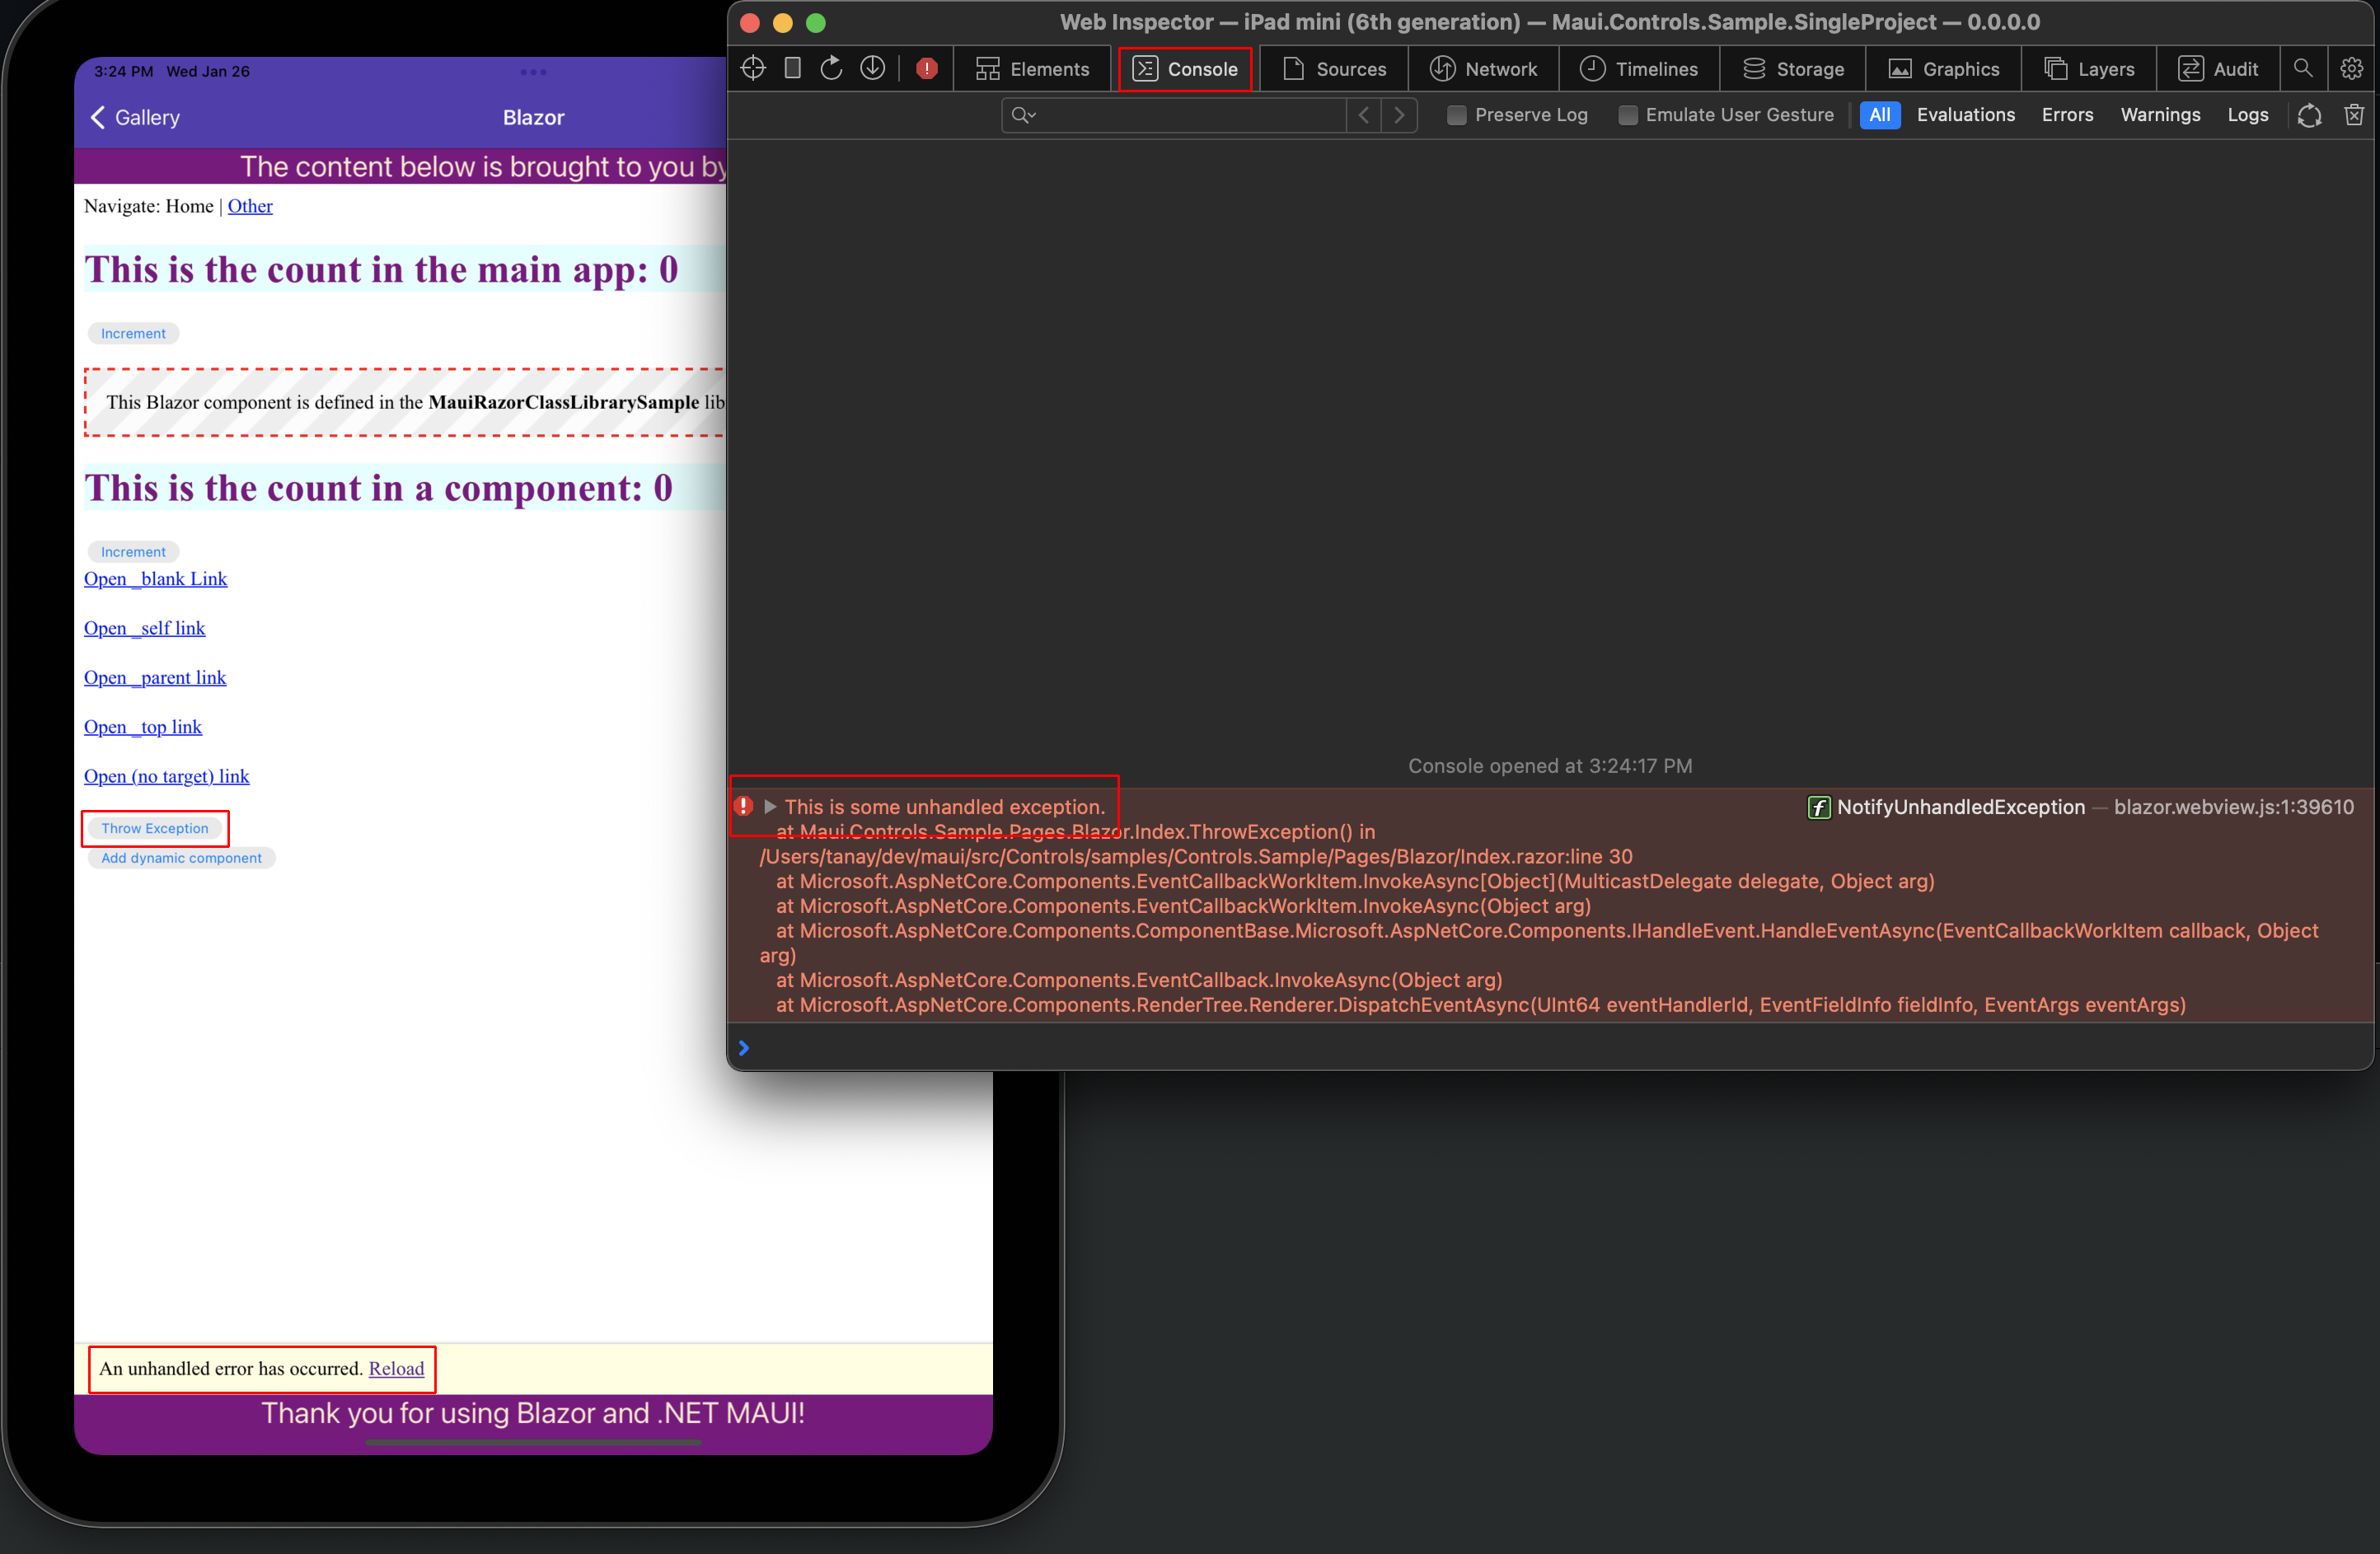 3:24 PM Wed Jan 26
Gallery
Blazor
The content below is brought to you by
Navigate: Home | Other
This is the count in the main app: 0
Increment
This Blazor component is defined in the MauiRazorClassLibrarySample lib
This is the count in a component: 0
Increment
Open _blank Link
Open _self link
Open _parent link
Open _top link
Open (no target) link
Throw Exception
Add dynamic component
An unhandled error has occurred. Reload
Thank you for using Blazor and .NET MAUI!
Web Inspector — iPad mini (6th generation) — Maui.Controls.Sample.SingleProject — 0.0.0.0
Elements Console Sources Network Timelines Storage Graphics Layers Audit
Preserve Log Emulate User Gesture All Evaluations Errors Warnings Logs
Console opened at 3:24:17 PM
This is some unhandled exception. NotifyUnhandledException — blazor.webview.js:1:39610
at Maui.Controls.Sample.Pages.Blazor.Index.ThrowException() in
/Users/tanay/dev/maui/src/Controls/samples/Controls.Sample/Pages/Blazor/Index.razor:line 30
at Microsoft.AspNetCore.Components.EventCallbackWorkItem.InvokeAsync[Object](MulticastDelegate delegate, Object arg)
at Microsoft.AspNetCore.Components.EventCallbackWorkItem.InvokeAsync(Object arg)
at Microsoft.AspNetCore.Components.ComponentBase.Microsoft.AspNetCore.Components.IHandleEvent.HandleEventAsync(EventCallbackWorkItem callback, Object
arg)
at Microsoft.AspNetCore.Components.EventCallback.InvokeAsync(Object arg)
at Microsoft.AspNetCore.Components.RenderTree.Renderer.DispatchEventAsync(UInt64 eventHandlerId, EventFieldInfo fieldInfo, EventArgs eventArgs)